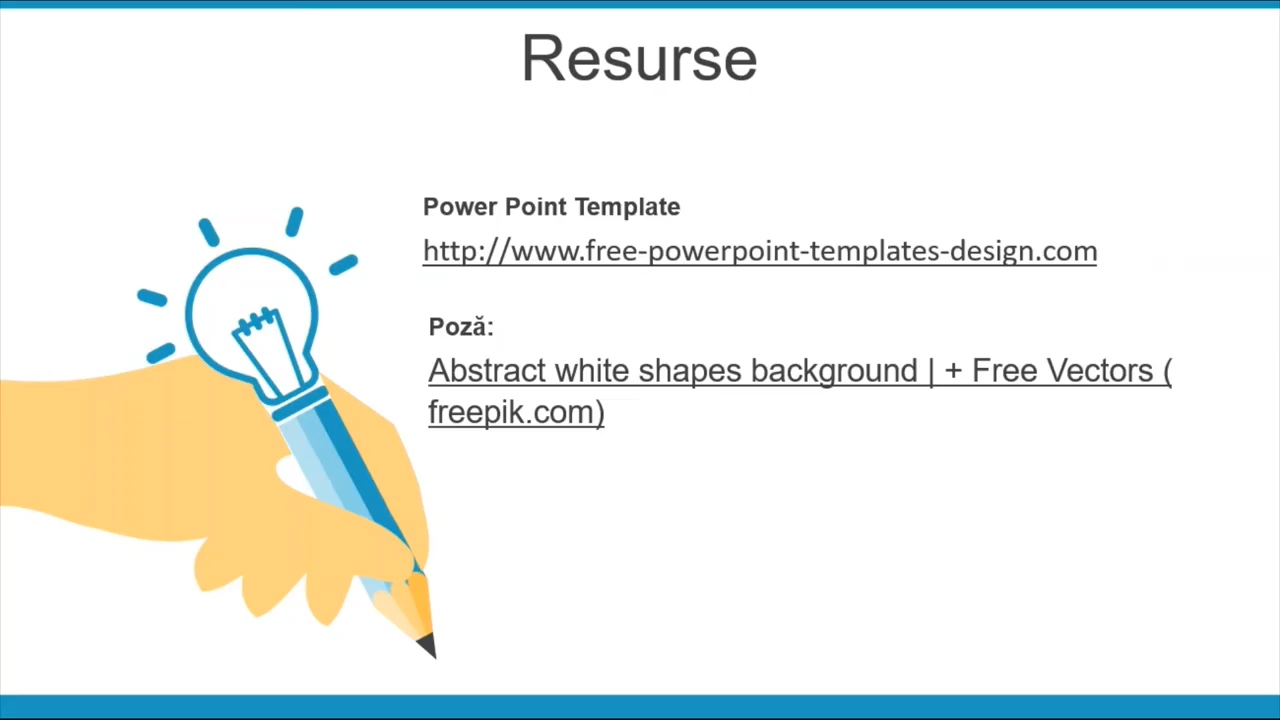 Resurse
Power Point Template
http://www.free-powerpoint-templates-design.com
Poză:
Abstract white shapes background | + Free Vectors (
freepik.com)